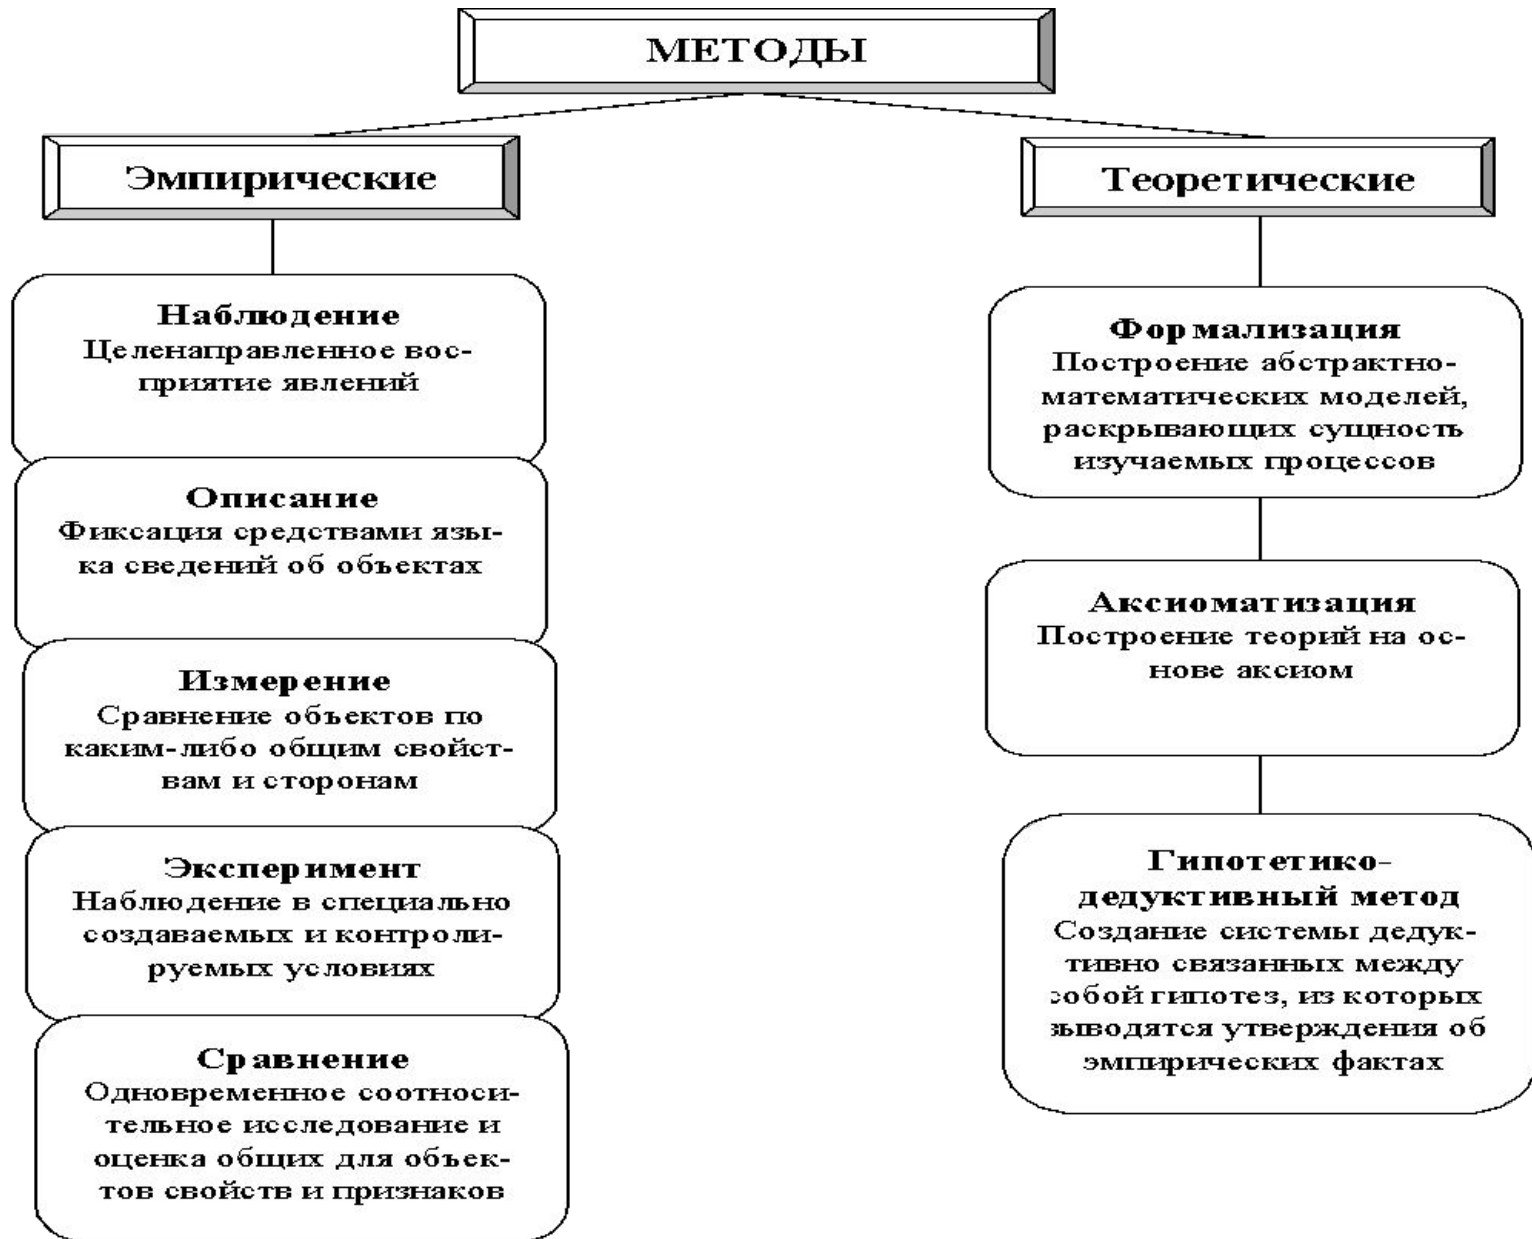 МЕТОДЫ
Эмпирические
Наблюдение
Целенаправленное вос-
приятие явлений
Описание
Фиксация средствами язы-
ка сведений об объектах
Измерение
Сравнение объектов по
каким-либо общим свойст-
вам и сторонам
Эксперимент
Наблюдение в специально
создаваемых и контроли-
руемых условиях
Сравнение
Одновременное соотноси-
тельное исследование и
оценка общих для объек-
тов свойств и признаков
Теоретические
Формализация
Построение абстрактно-
математических моделей,
раскрывающих сущность
изучаемых процессов
Аксиоматизация
Построение теорий на ос-
нове аксиом
Гипотетико-
дедуктивный метод
Создание системы дедук-
тивно связанных между
собой гипотез, из которых
выводятся утверждения об
эмпирических фактах